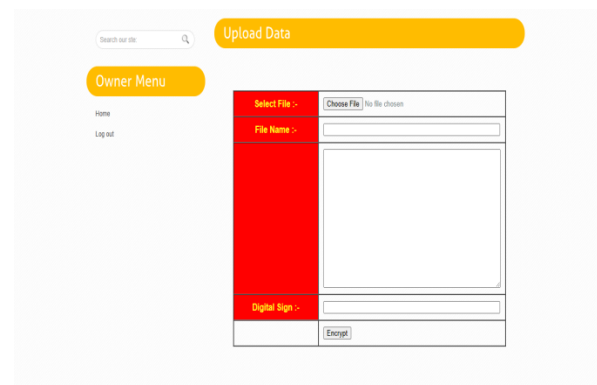 Search our site:
Upload Data
Owner Menu
Home
Log out
Select File :-
Choose File No file chosen
File Name :-
Digital Sign :-
Encrypt